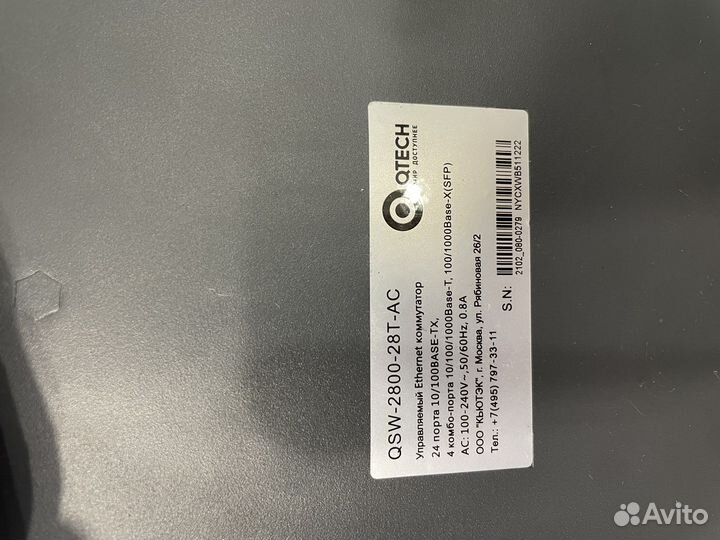 QTECH
МИР ДОСТУПНЕЕ
QSW-2800-28T-AC
Управляемый Ethernet коммутатор
24 порта 10/100BASE-TX,
4 комбо-порта 10/100/1000Base-T, 100/1000Base-X(SFP)
AC: 100-240V~,50/60Hz, 0.8A
ООО "КЬЮТЭК", г. Москва, ул. Рябиновая 26/2
Тел.: +7(495) 797-33-11
S.N:
2102_080-0279 NYCXWB511222
Avito